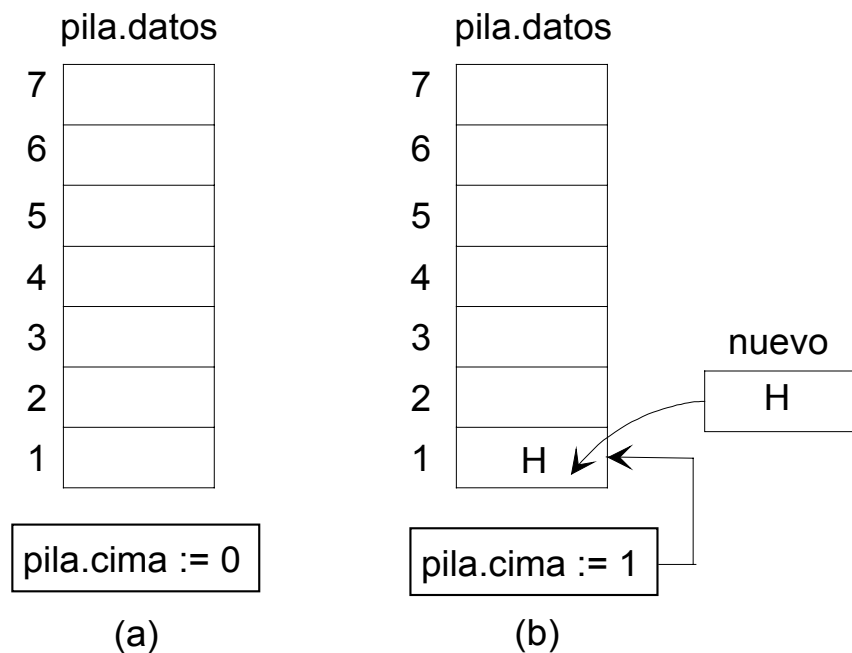 pila.datos
7
6
5
4
3
2
1
pila.cima := 0
(a)
pila.datos
7
6
5
4
3
2
1
H
nuevo
H
pila.cima := 1
(b)